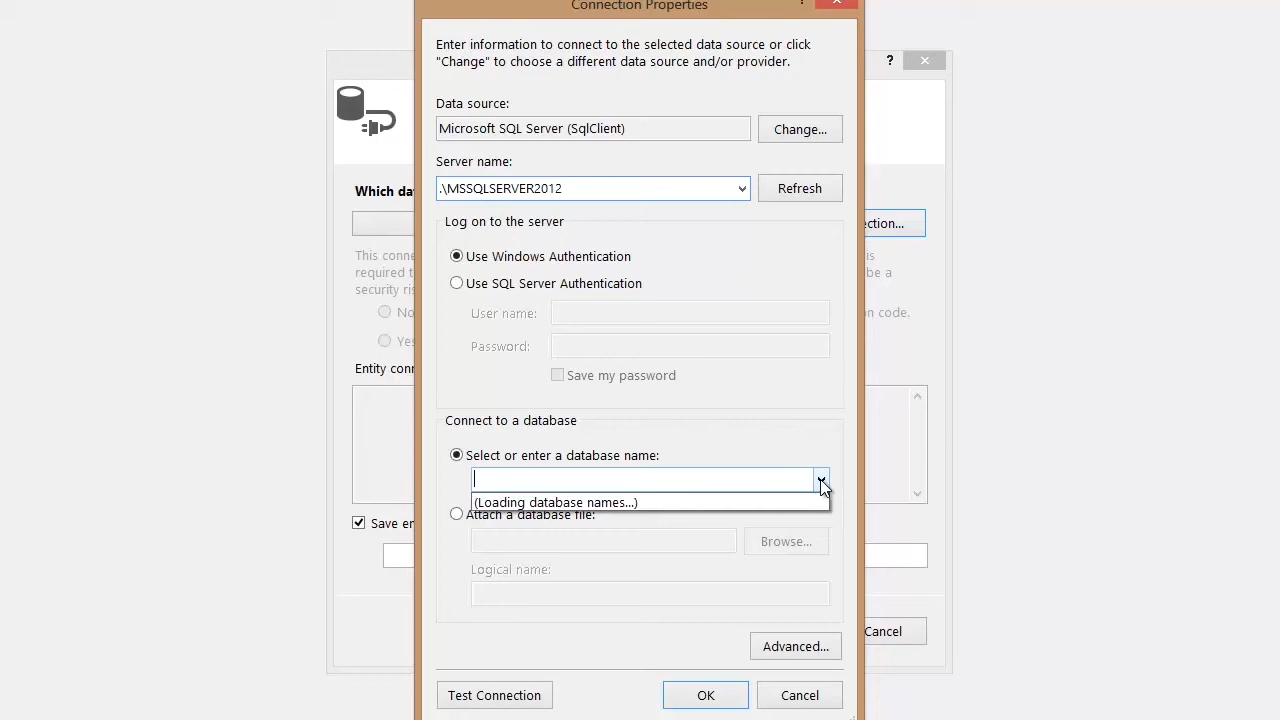 Connection Properties
?
Enter information to connect to the selected data source or click
"Change" to choose a different data source and/or provider.
?
Data source:
Microsoft SQL Server (SqlClient)
Change...
Server name:
.\MSSQLSERVER2012
Refresh
Which dat
ection...
Log on to the server
This conne
is
Use Windows Authentication
required t
be a
Use SQL Server Authentication
security ris
No
User name:
on code.
Yes
Password:
Entity conn
Save my password
Connect to a database
Select or enter a database name:
(Loading database names...)
Attach a database file:
Save en
Browse...
Logical name:
Cancel
Advanced...
Test Connection
OK
Cancel